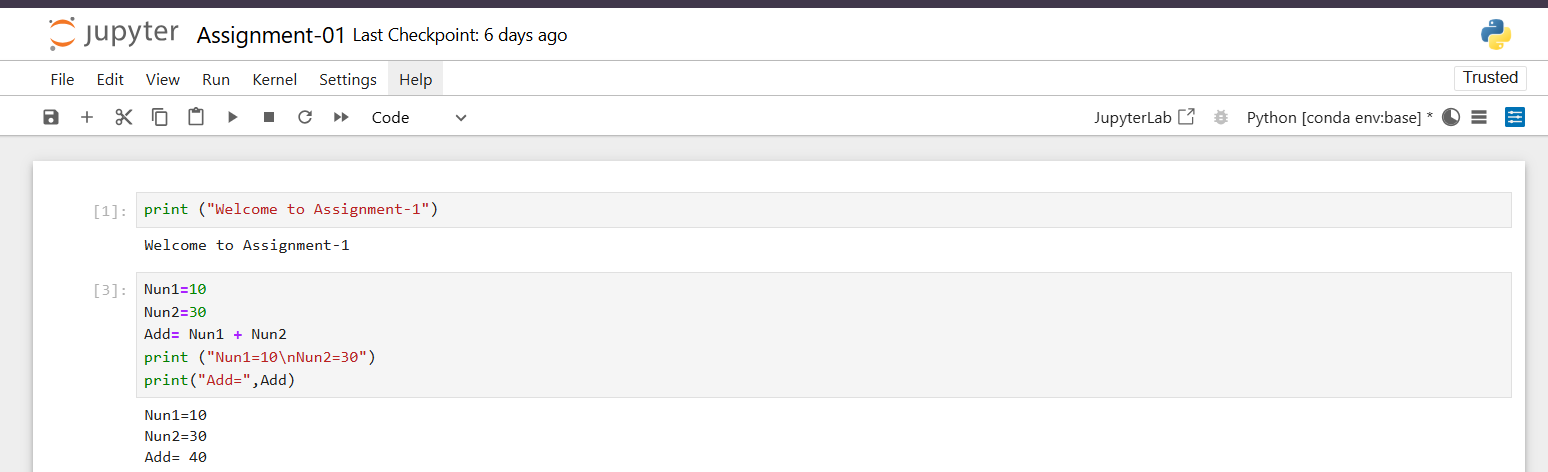 jupyter Assignment-01 Last Checkpoint: 6 days ago
File Edit View Run Kernel Settings Help
Trusted
Code JupyterLab Python [conda env:base] *
[1]: print ("Welcome to Assignment-1")
Welcome to Assignment-1
[3]: Nun1=10
Nun2=30
Add= Nun1 + Nun2
print ("Nun1=10\nNun2=30")
print("Add=",Add)
Nun1=10
Nun2=30
Add= 40